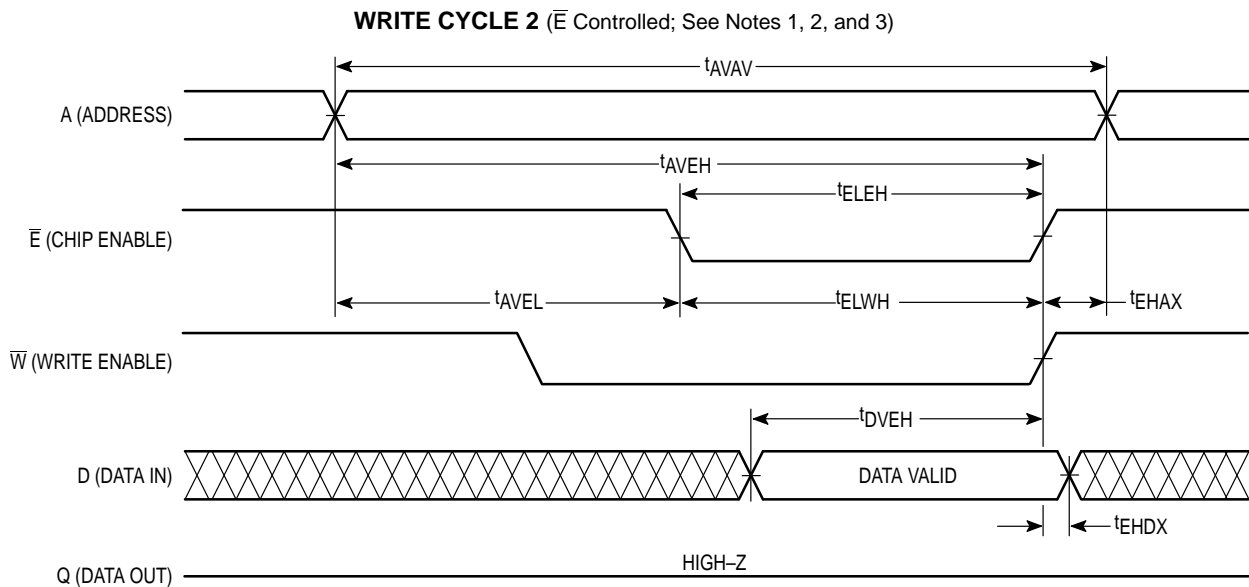 WRITE CYCLE 2 (E̅ Controlled; See Notes 1, 2, and 3)
tAVAV
A (ADDRESS)
tAVEH
tELEH
E̅ (CHIP ENABLE)
tAVEL
tELWH
tEHAX
W̅ (WRITE ENABLE)
tDVEH
D (DATA IN)
DATA VALID
tEHDX
HIGH–Z
Q (DATA OUT)